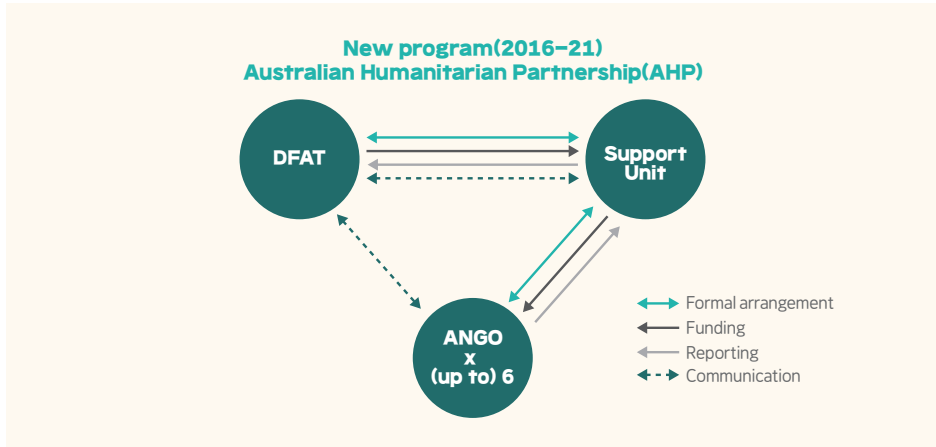 New program(2016-21)
Australian Humanitarian Partnership(AHP)
DFAT
Support
Unit
ANGO
x
(up to) 6
Formal arrangement
Funding
Reporting
Communication